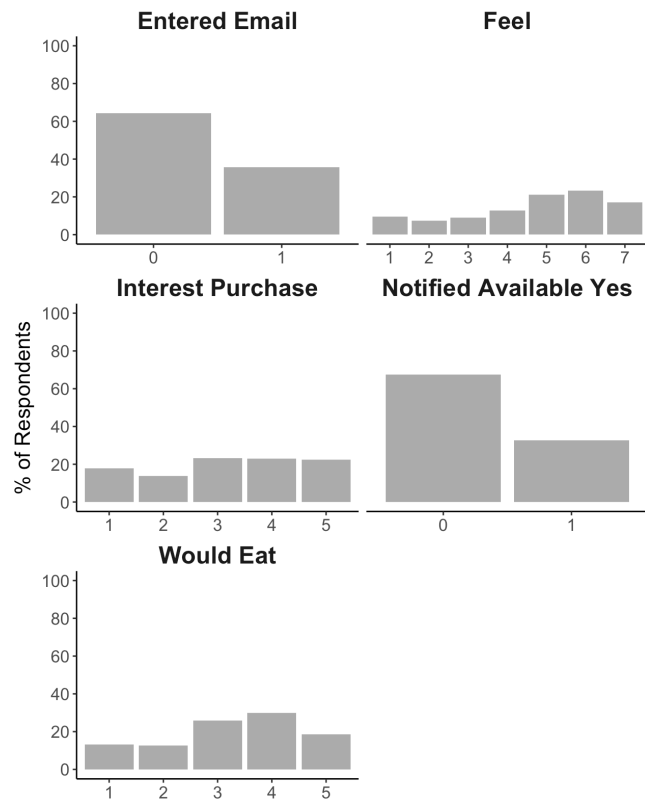 Entered Email
Feel
100
80
60
40
20
0
0 1
1 2 3 4 5 6 7
Interest Purchase
Notified Available Yes
% of Respondents
100
80
60
40
20
0
1 2 3 4 5
0 1
Would Eat
100
80
60
40
20
0
1 2 3 4 5